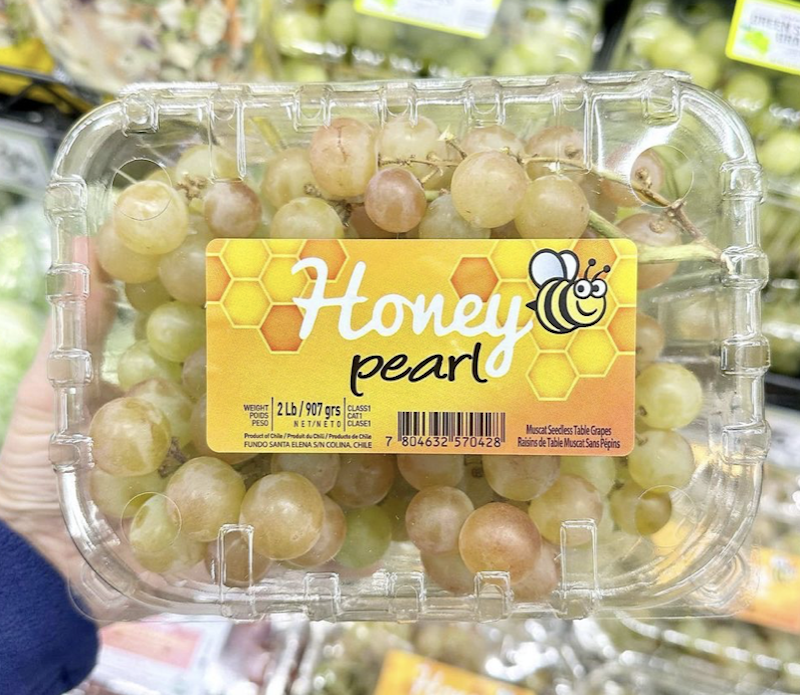 Honey
pearl
WEIGHT
POIDS
PESO
2 Lb / 907 grs
NET/NETO
CLASS1
CAT1
CLASE1
Product of Chile / Produit du Chili / Producto de Chile
FUNDO SANTA ELENA S/N COLINA, CHILE
7 804632 570428
Muscat Seedless Table Grapes
Raisins de Table Muscat Sans Pépins
GREEN S